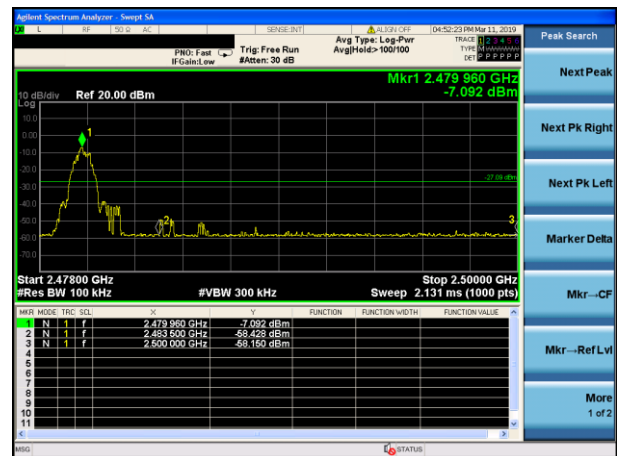 Agilent Spectrum Analyzer - Swept SA
L RF 50 Ω AC SENSE:INT ALIGN OFF 04:52:23 PM Mar 11, 2019
Peak Search
Avg Type: Log-Pwr TRACE 1 2 3 4 5 6
PNO: Fast Trig: Free Run Avg|Hold:>100/100 TYPE M WWWWW
IFGain:Low #Atten: 30 dB DET P P P P P P
Mkr1 2.479 960 GHz
10 dB/div Ref 20.00 dBm -7.092 dBm
Log
10.0
0.00
-10.0
-20.0
-30.0
-40.0
-50.0
-60.0
-70.0
1
2
3
-27.09 dBm
Start 2.47800 GHz Stop 2.50000 GHz
#Res BW 100 kHz #VBW 300 kHz Sweep 2.131 ms (1000 pts)
MKR MODE TRC SCL X Y FUNCTION FUNCTION WIDTH FUNCTION VALUE
1 N 1 f 2.479 960 GHz -7.092 dBm
2 N 1 f 2.483 500 GHz -58.428 dBm
3 N 1 f 2.500 000 GHz -58.150 dBm
4
5
6
7
8
9
10
11
MSG STATUS
Next Peak
Next Pk Right
Next Pk Left
Marker Delta
Mkr→CF
Mkr→Ref Lvl
More
1 of 2